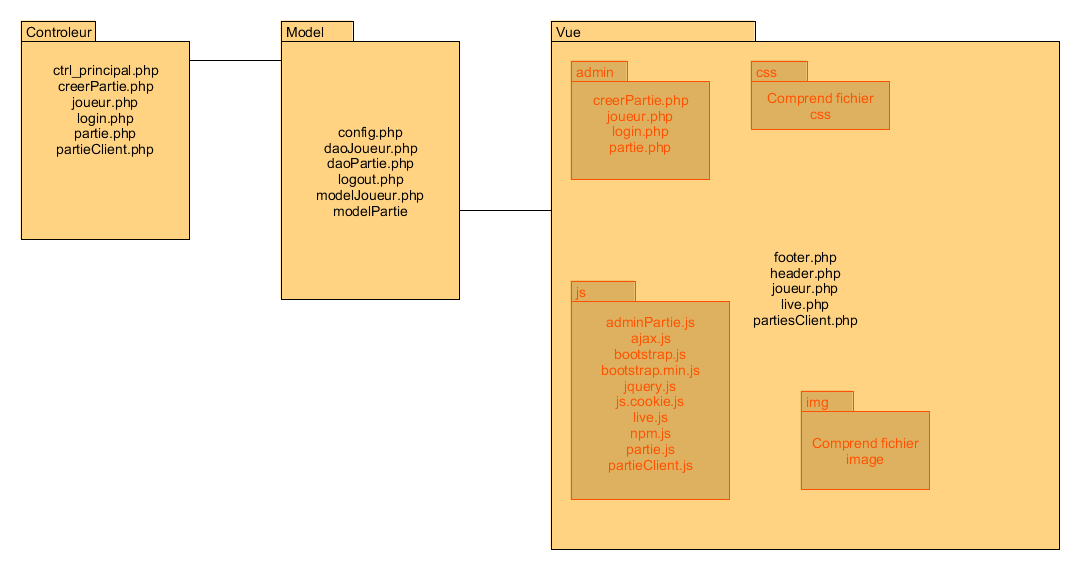 Controleur
ctrl_principal.php
creerPartie.php
joueur.php
login.php
partie.php
partieClient.php
Model
config.php
daoJoueur.php
daoPartie.php
logout.php
modelJoueur.php
modelPartie
Vue
admin
creerPartie.php
joueur.php
login.php
partie.php
css
Comprend fichier
css
footer.php
header.php
joueur.php
live.php
partiesClient.php
js
adminPartie.js
ajax.js
bootstrap.js
bootstrap.min.js
jquery.js
js.cookie.js
live.js
npm.js
partie.js
partieClient.js
img
Comprend fichier
image